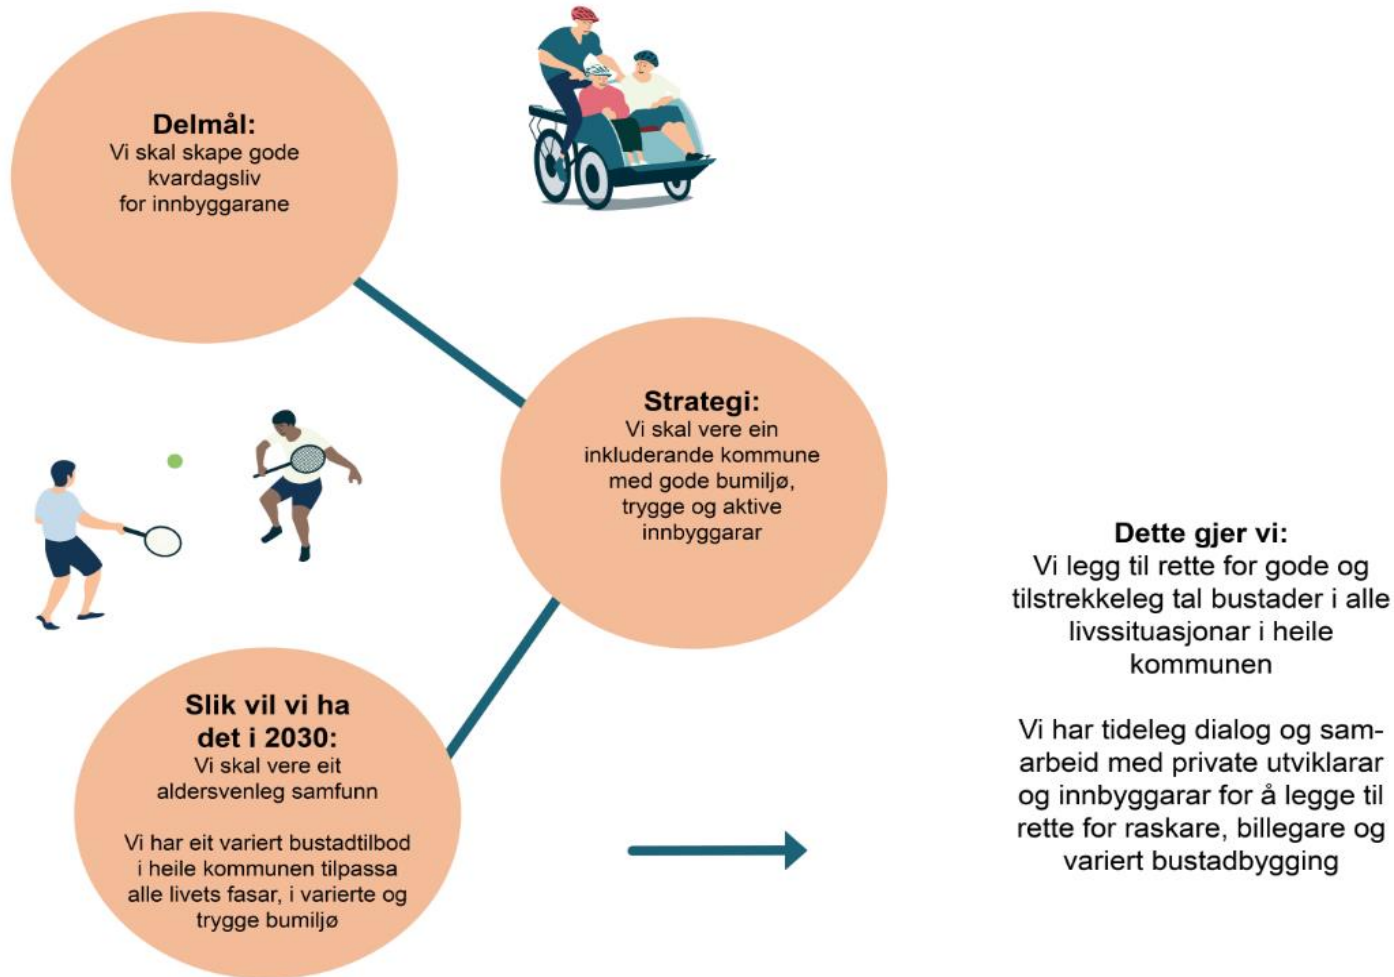 Delmål:
Vi skal skape gode
kvardagsliv
for innbyggarane
Strategi:
Vi skal vere ein
inkluderande kommune
med gode bumiljø,
trygge og aktive
innbyggarar
Slik vil vi ha
det i 2030:
Vi skal vere eit
aldersvenleg samfunn
Vi har eit variert bustadtilbod
i heile kommunen tilpassa
alle livets fasar, i varierte og
trygge bumiljø
Dette gjer vi:
Vi legg til rette for gode og
tilstrekkeleg tal bustader i alle
livssituasjonar i heile
kommunen
Vi har tideleg dialog og sam-
arbeid med private utviklarar
og innbyggarar for å legge til
rette for raskare, billegare og
variert bustadbygging